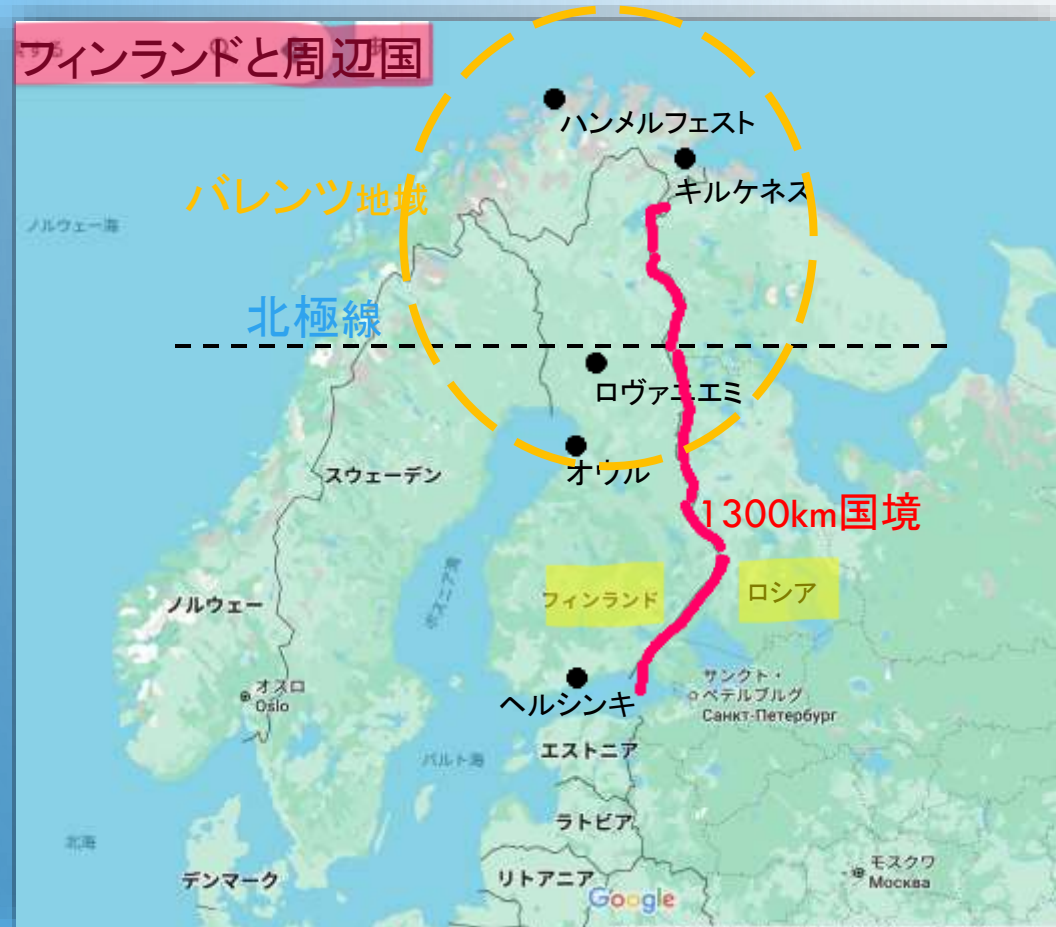 フィンランドと周辺国
ハンメルフェスト
キルケネス
バレンツ地域
ノルウェー海
北極線
ロヴァニエミ
オウル
スウェーデン
1300km国境
フィンランド
ロシア
ノルウェー
サンクト・
ペテルブルグ
Санкт-Петербург
オスロ
Oslo
ヘルシンキ
エストニア
バルト海
ラトビア
北海
モスクワ
Москва
デンマーク
リトアニア
Google